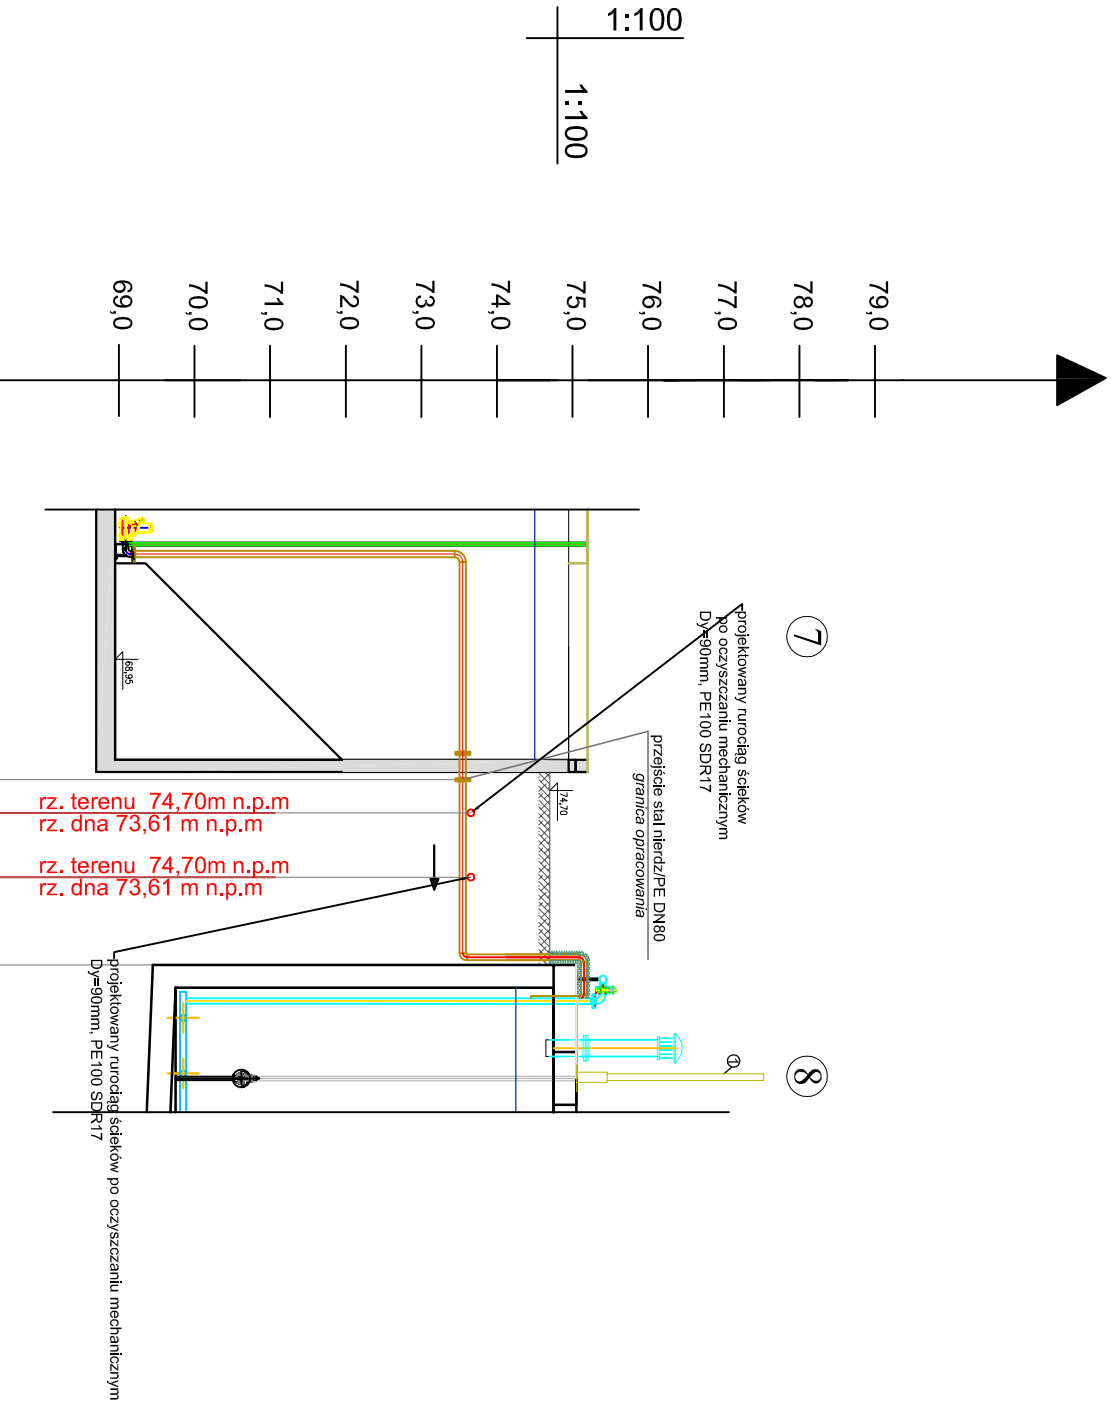 1:100
1:100
79,0
78,0
77,0
76,0
75,0
74,0
73,0
72,0
71,0
70,0
69,0
7
8
projektowany rurociąg ścieków
po oczyszczaniu mechanicznym
Dy=90mm, PE100 SDR17
przejście stal nierdz/PE DN80
granica opracowania
74,70
68,95
1
rz. terenu 74,70m n.p.m
rz. dna 73,61 m n.p.m
rz. terenu 74,70m n.p.m
rz. dna 73,61 m n.p.m
projektowany rurociąg ścieków po oczyszczaniu mechanicznym
Dy=90mm, PE100 SDR17